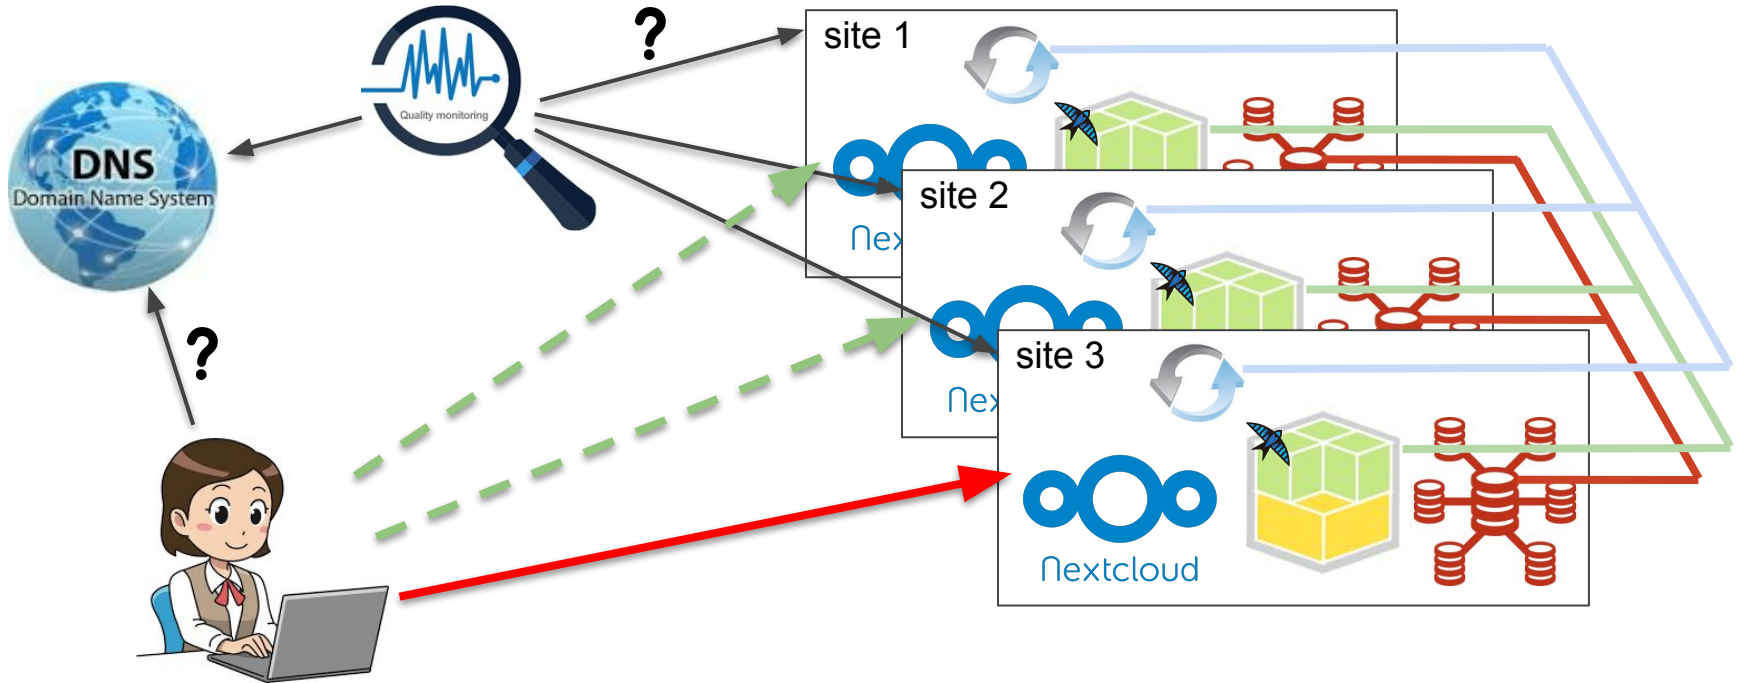 ?
site 1
Quality monitoring
DNS
Domain Name System
site 2
Nex
?
site 3
Nex
Nextcloud